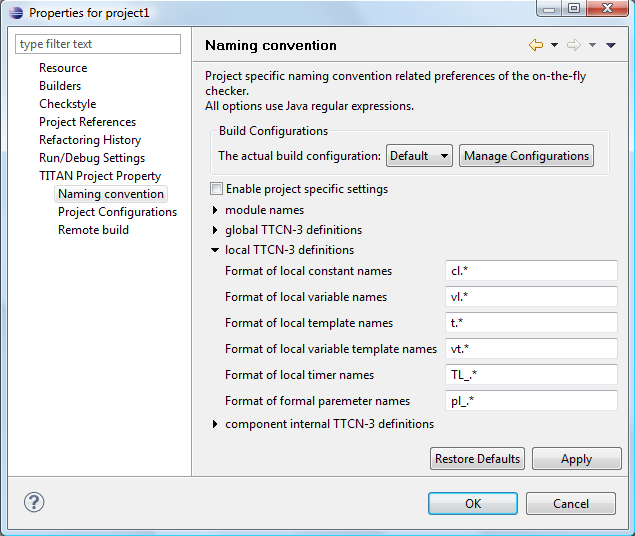 Properties for project1
type filter text
Resource
Builders
Checkstyle
Project References
Refactoring History
Run/Debug Settings
TITAN Project Property
Naming convention
Project Configurations
Remote build
Naming convention
Project specific naming convention related preferences of the on-the-fly
checker.
All options use Java regular expressions.
Build Configurations
The actual build configuration: Default Manage Configurations
Enable project specific settings
module names
global TTCN-3 definitions
local TTCN-3 definitions
Format of local constant names cl.*
Format of local variable names vl.*
Format of local template names t.*
Format of local variable template names vt.*
Format of local timer names TL_.*
Format of formal paremeter names pl_.*
component internal TTCN-3 definitions
Restore Defaults Apply
? OK Cancel